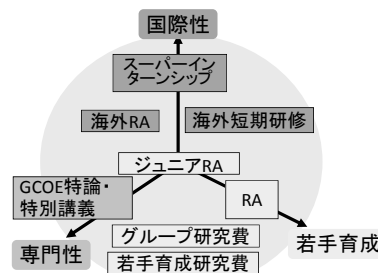 国際性
スーパーイン
ターンシップ
海外RA
海外短期研修
ジュニアRA
GCOE特論・
特別講義
RA
グループ研究費
若手育成
専門性
若手育成研究費